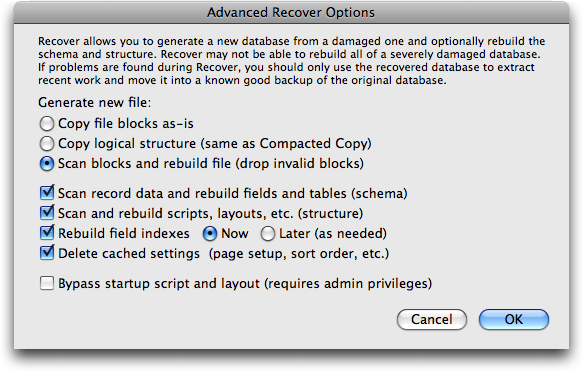 Advanced Recover Options
Recover allows you to generate a new database from a damaged one and optionally rebuild the
schema and structure. Recover may not be able to rebuild all of a severely damaged database.
If problems are found during Recover, you should only use the recovered database to extract
recent work and move it into a known good backup of the original database.
Generate new file:
Copy file blocks as-is
Copy logical structure (same as Compacted Copy)
Scan blocks and rebuild file (drop invalid blocks)
Scan record data and rebuild fields and tables (schema)
Scan and rebuild scripts, layouts, etc. (structure)
Rebuild field indexes Now Later (as needed)
Delete cached settings (page setup, sort order, etc.)
Bypass startup script and layout (requires admin privileges)
Cancel OK